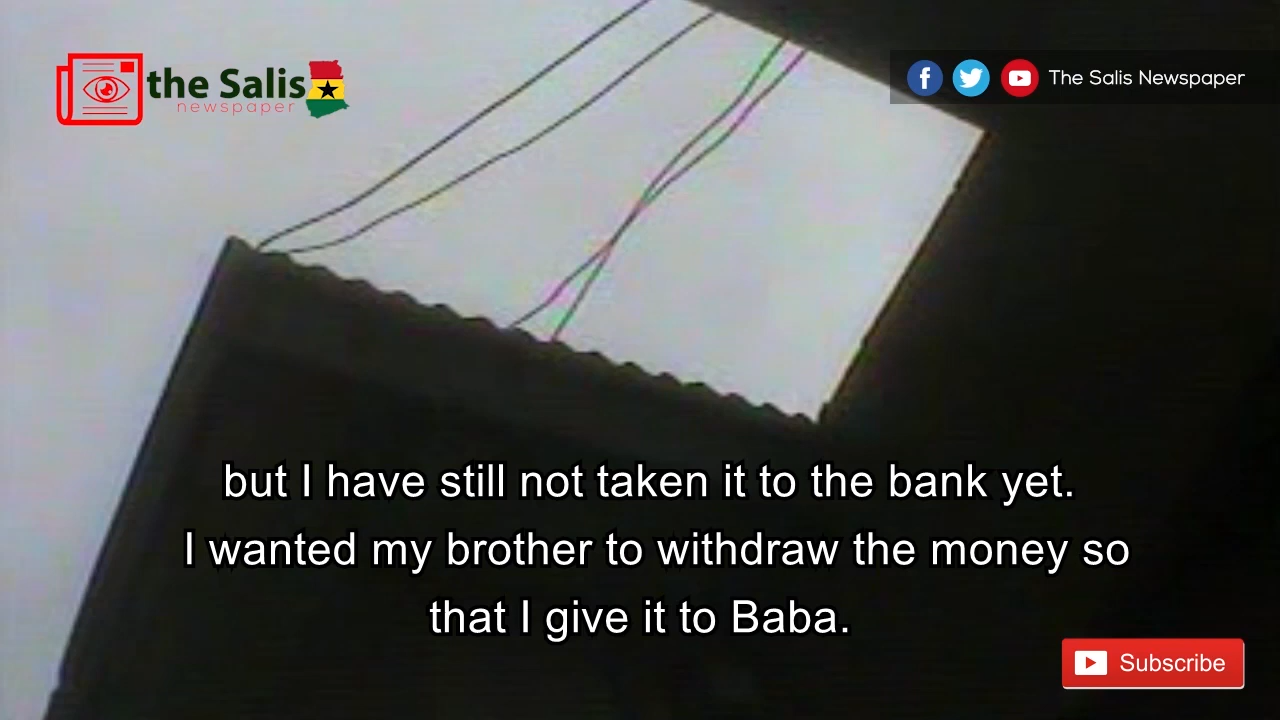 the Salis
newspaper
The Salis Newspaper
but I have still not taken it to the bank yet.
I wanted my brother to withdraw the money so
that I give it to Baba.
Subscribe